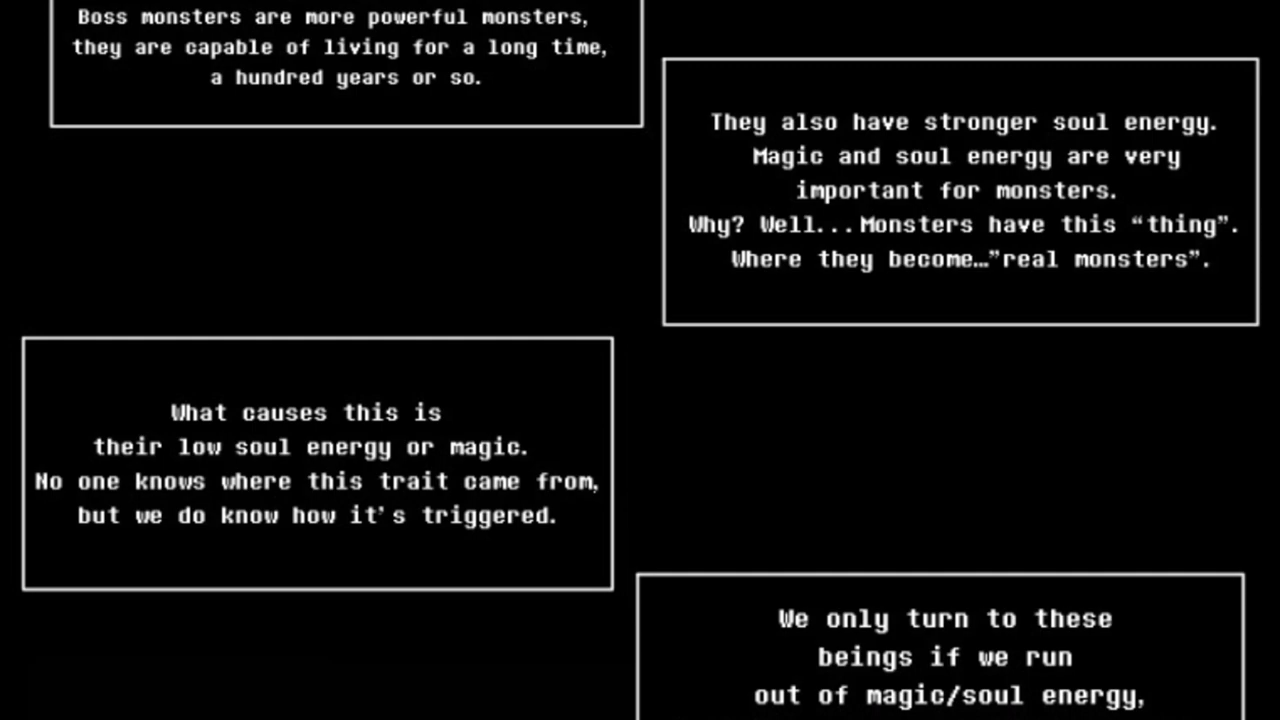 Boss monsters are more powerful monsters,
they are capable of living for a long time,
a hundred years or so.
They also have stronger soul energy.
Magic and soul energy are very
important for monsters.
Why? Well...Monsters have this “thing”.
Where they become…”real monsters”.
What causes this is
their low soul energy or magic.
No one knows where this trait came from,
but we do know how it’s triggered.
We only turn to these
beings if we run
out of magic/soul energy,